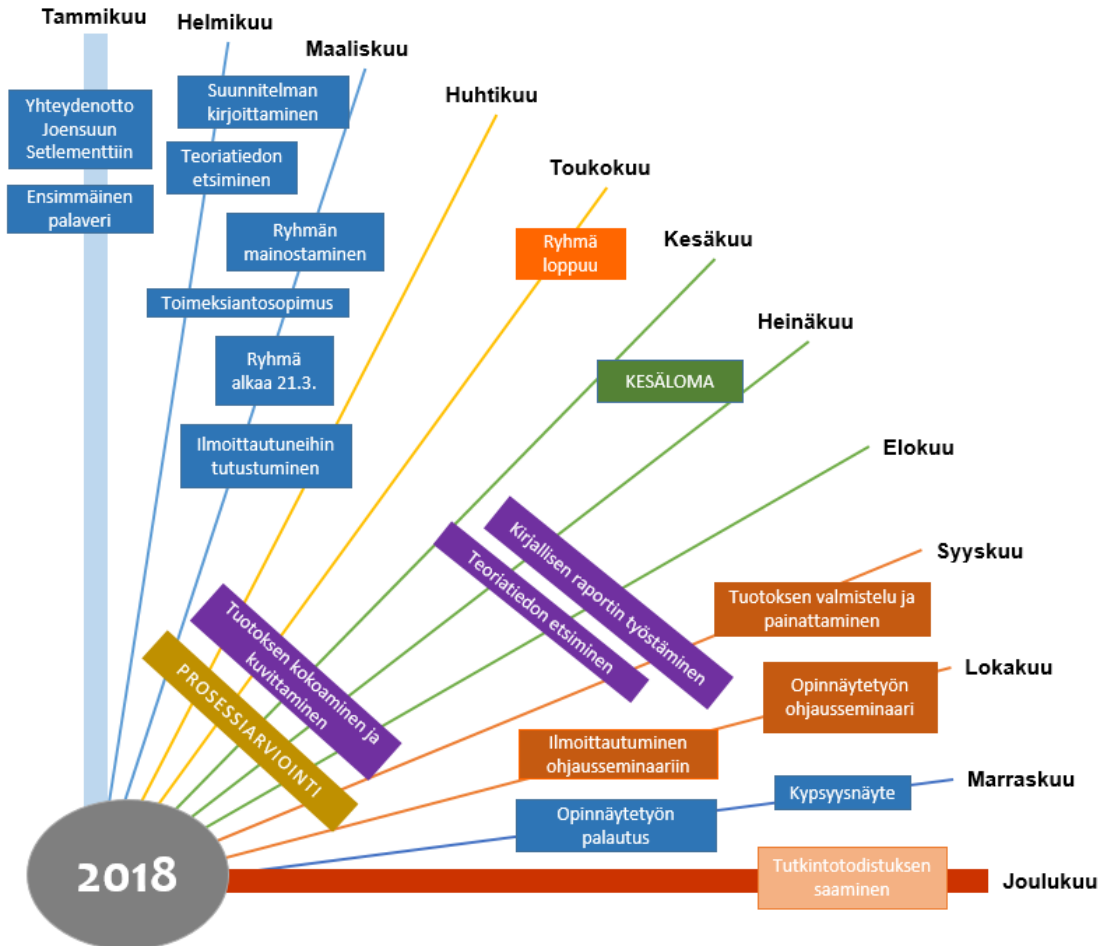 Tammikuu
Helmikuu
Maaliskuu
Huhtikuu
Toukokuu
Kesäkuu
Heinäkuu
Elokuu
Syyskuu
Lokakuu
Marraskuu
Joulukuu
Yhteydenotto
Joensuun
Setlementtiin
Ensimmäinen
palaveri
Suunnitelman
kirjoittaminen
Teoriatiedon
etsiminen
Ryhmän
mainostaminen
Toimeksiantosopimus
Ryhmä
alkaa 21.3.
Ilmoittautuneihin
tutustuminen
Ryhmä
loppuu
KESÄLOMA
Kirjallisen raportin työstäminen
Teoriatiedon etsiminen
Tuotoksen kokoaminen ja
kuvittaminen
PROSESSIARVIOINTI
Tuotoksen valmistelu ja
painattaminen
Opinnäytetyön
ohjausseminaari
Ilmoittautuminen
ohjausseminaariin
Kypsyysnäyte
Opinnäytetyön
palautus
Tutkintotodistuksen
saaminen
2018